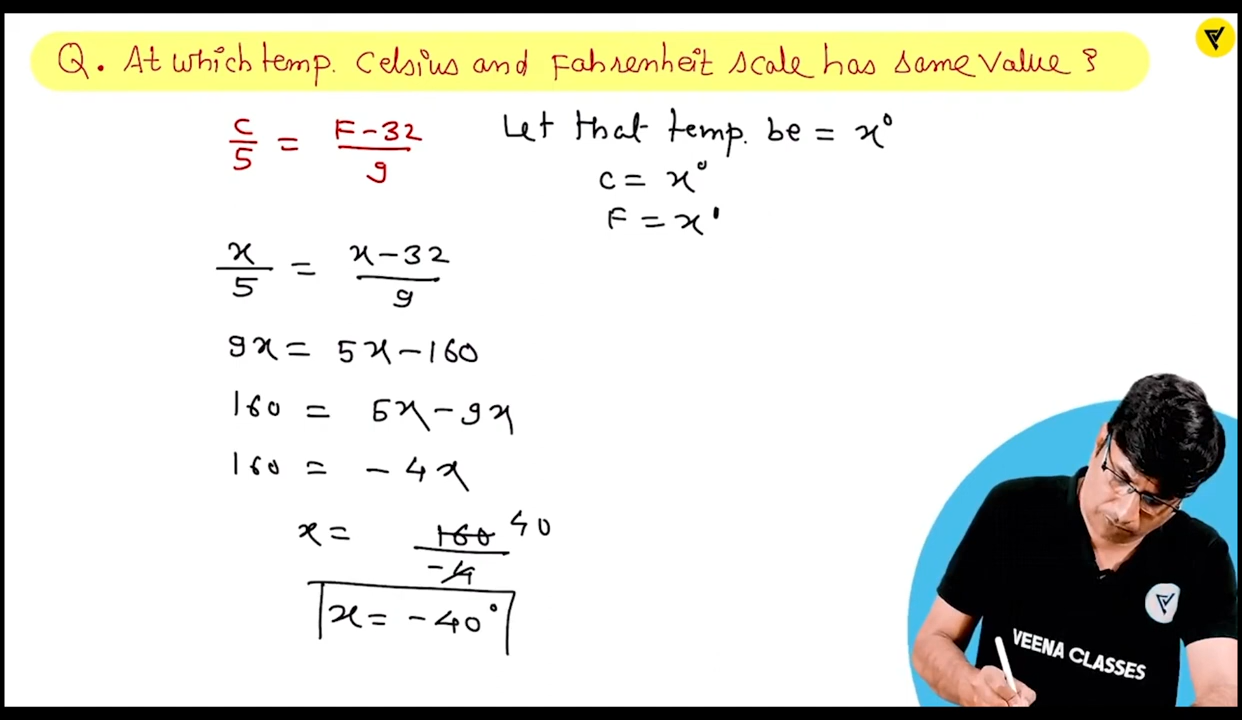 Q. At which temp. Celsius and Fahrenheit scale has same value ?
C/5 = F-32/9
Let that temp. be = x°
C = x°
F = x°
x/5 = x-32/9
9x = 5x-160
160 = 5x-9x
160 = -4x
x = 160/-4 40
x = -40°
VEENA CLASSES